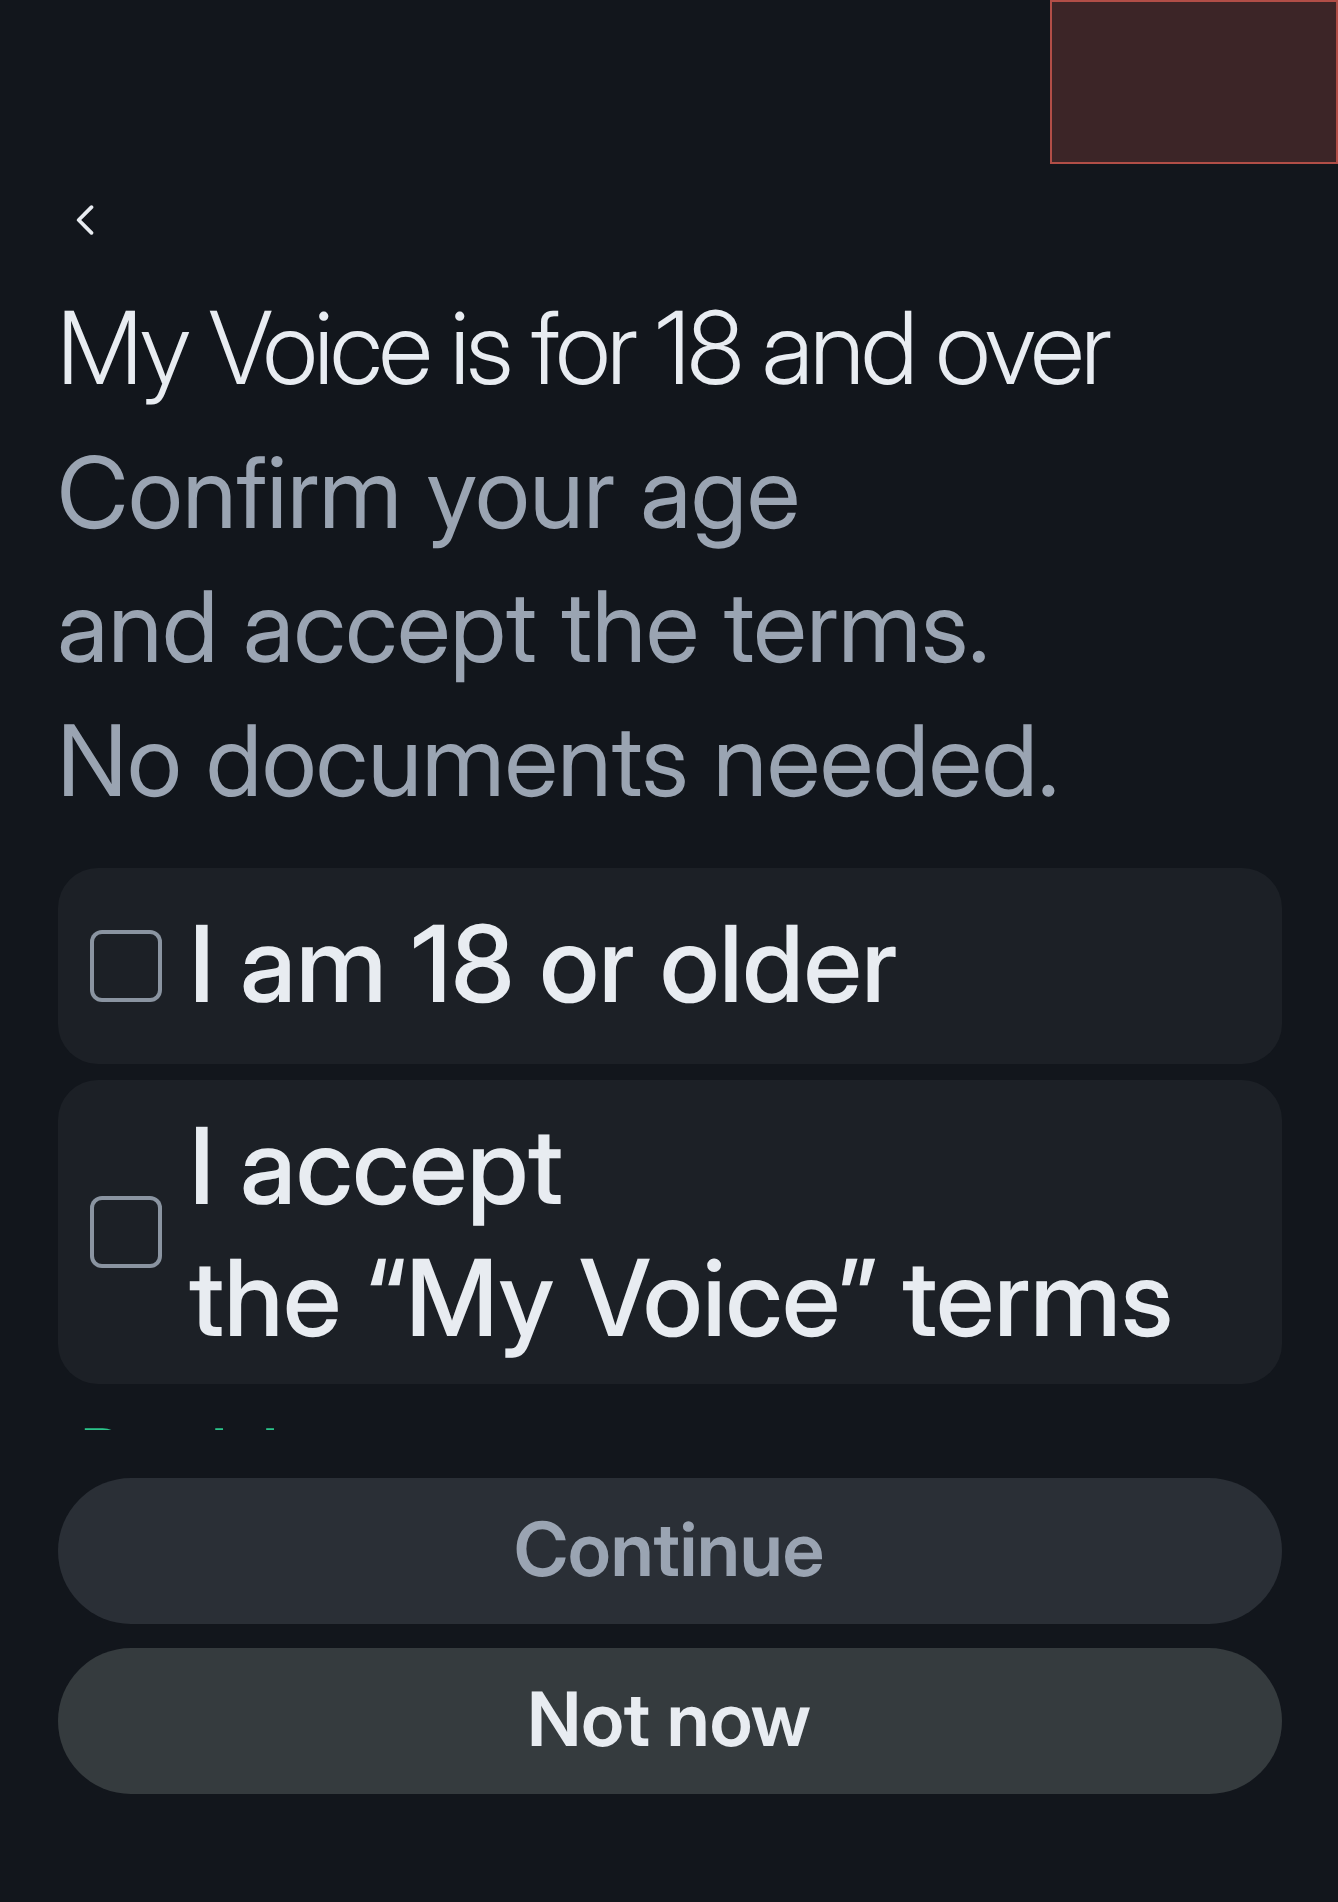 My Voice is for 18 and over
Confirm your age
and accept the terms.
No documents needed.
I am 18 or older
I accept
the “My Voice” terms
Continue
Not now